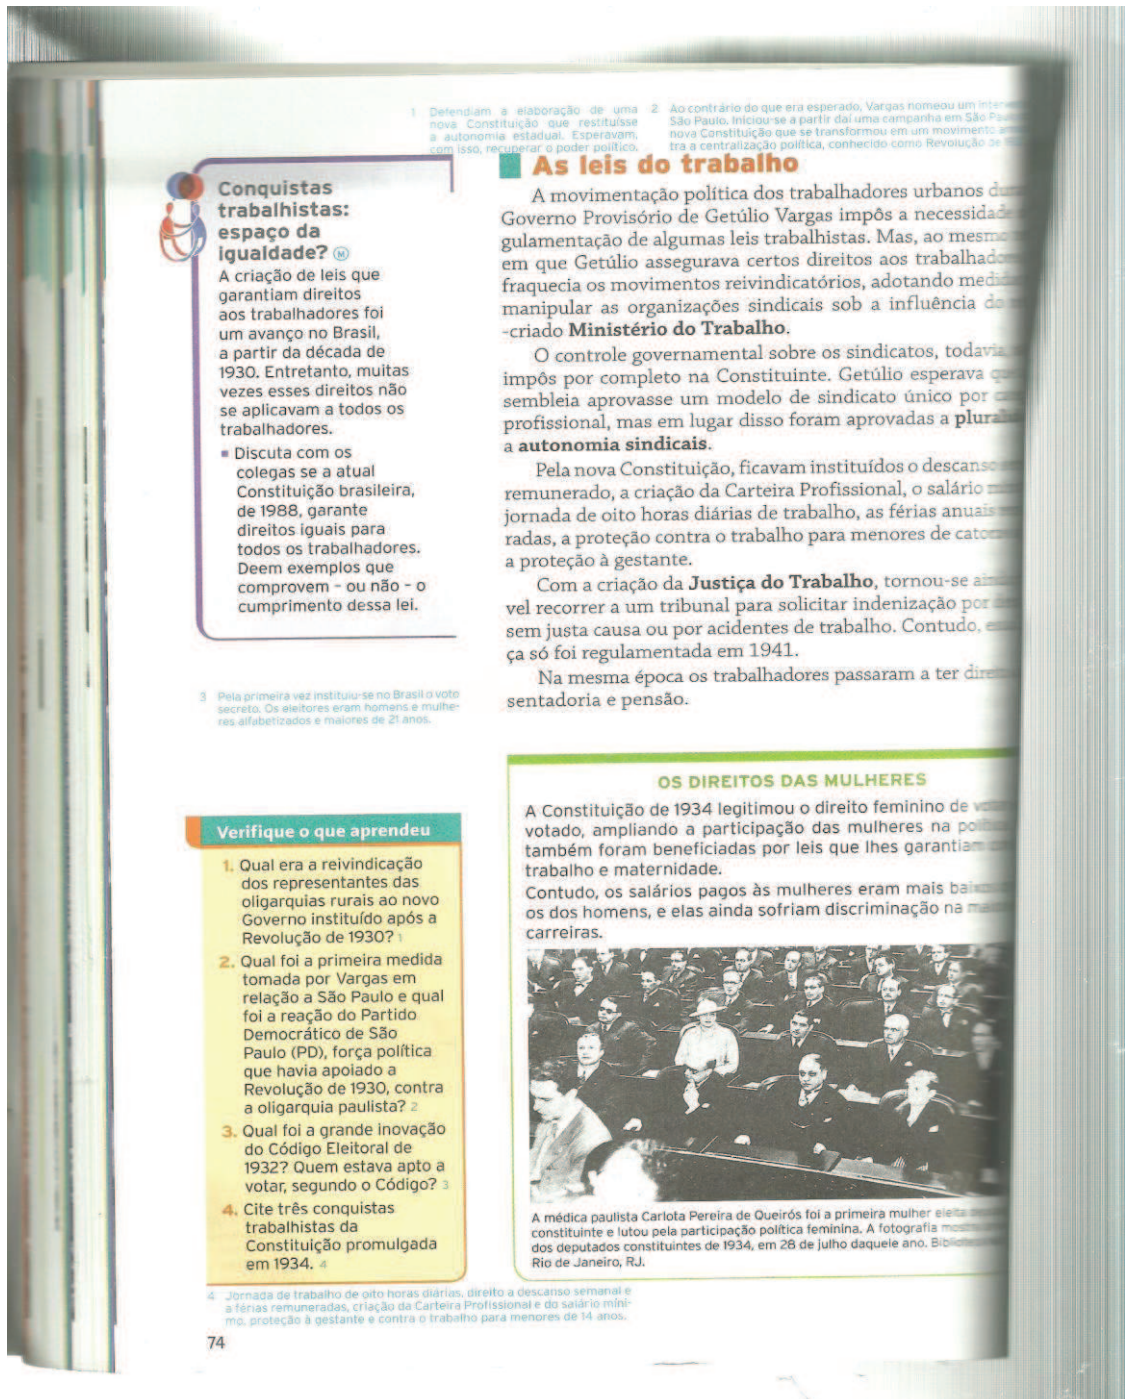 1 Defendiam a elaboração de uma
nova Constituição que restituísse
a autonomia estadual. Esperavam,
com isso, recuperar o poder político.
2 Ao contrário do que era esperado, Vargas nomeou um
São Paulo. Iniciou-se a partir daí uma campanha em São
nova Constituição que se transformou em um movimento
tra a centralização política, conhecido como Revolução de
Conquistas
trabalhistas:
espaço da
igualdade? M
A criação de leis que
garantiam direitos
aos trabalhadores foi
um avanço no Brasil,
a partir da década de
1930. Entretanto, muitas
vezes esses direitos não
se aplicavam a todos os
trabalhadores.
Discuta com os
colegas se a atual
Constituição brasileira,
de 1988, garante
direitos iguais para
todos os trabalhadores.
Deem exemplos que
comprovem – ou não – o
cumprimento dessa lei.
3 Pela primeira vez instituiu-se no Brasil o voto
secreto. Os eleitores eram homens e mulhe-
res alfabetizados e maiores de 21 anos.
Verifique o que aprendeu
1. Qual era a reivindicação
dos representantes das
oligarquias rurais ao novo
Governo instituído após a
Revolução de 1930? 1
2. Qual foi a primeira medida
tomada por Vargas em
relação a São Paulo e qual
foi a reação do Partido
Democrático de São
Paulo (PD), força política
que havia apoiado a
Revolução de 1930, contra
a oligarquia paulista? 2
3. Qual foi a grande inovação
do Código Eleitoral de
1932? Quem estava apto a
votar, segundo o Código? 3
4. Cite três conquistas
trabalhistas da
Constituição promulgada
em 1934. 4
4 Jornada de trabalho de oito horas diárias, direito a descanso semanal e
a férias remuneradas, criação da Carteira Profissional e do salário míni-
mo, proteção à gestante e contra o trabalho para menores de 14 anos.
74
As leis do trabalho
A movimentação política dos trabalhadores urbanos
Governo Provisório de Getúlio Vargas impôs a necessidade
gulamentação de algumas leis trabalhistas. Mas, ao mesmo
em que Getúlio assegurava certos direitos aos
fraquecia os movimentos reivindicatórios, adotando
manipular as organizações sindicais sob a influência do
-criado Ministério do Trabalho.
O controle governamental sobre os sindicatos, todavia,
impôs por completo na Constituinte. Getúlio esperava que
sembleia aprovasse um modelo de sindicato único por
profissional, mas em lugar disso foram aprovadas a
a autonomia sindicais.
Pela nova Constituição, ficavam instituídos o descanso
remunerado, a criação da Carteira Profissional, o salário
jornada de oito horas diárias de trabalho, as férias anuais
radas, a proteção contra o trabalho para menores de
a proteção à gestante.
Com a criação da Justiça do Trabalho, tornou-se
vel recorrer a um tribunal para solicitar indenização por
sem justa causa ou por acidentes de trabalho. Contudo,
ça só foi regulamentada em 1941.
Na mesma época os trabalhadores passaram a ter
sentadoria e pensão.
OS DIREITOS DAS MULHERES
A Constituição de 1934 legitimou o direito feminino de
votado, ampliando a participação das mulheres na
também foram beneficiadas por leis que lhes garantiam
trabalho e maternidade.
Contudo, os salários pagos às mulheres eram mais
os dos homens, e elas ainda sofriam discriminação na
carreiras.
A médica paulista Carlota Pereira de Queirós foi a primeira mulher eleita
constituinte e lutou pela participação política feminina. A fotografia
dos deputados constituintes de 1934, em 28 de julho daquele ano.
Rio de Janeiro, RJ.